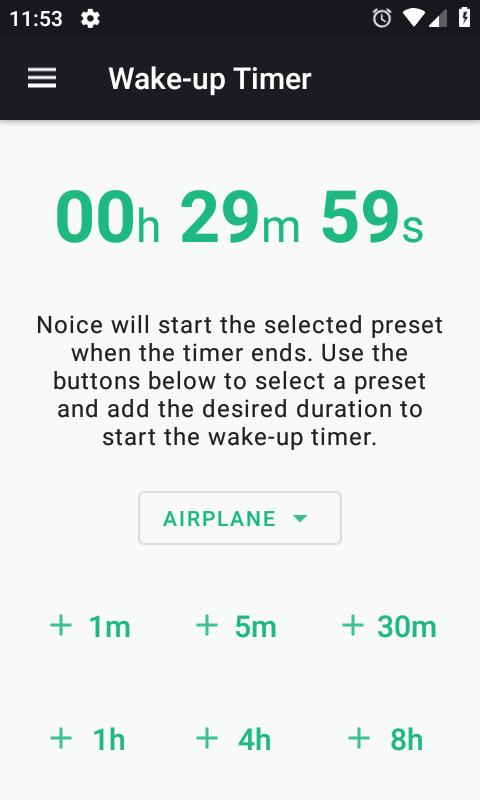 11:53
Wake-up Timer
00h 29m 59s
Noice will start the selected preset
when the timer ends. Use the
buttons below to select a preset
and add the desired duration to
start the wake-up timer.
AIRPLANE
+ 1m + 5m + 30m
+ 1h + 4h + 8h